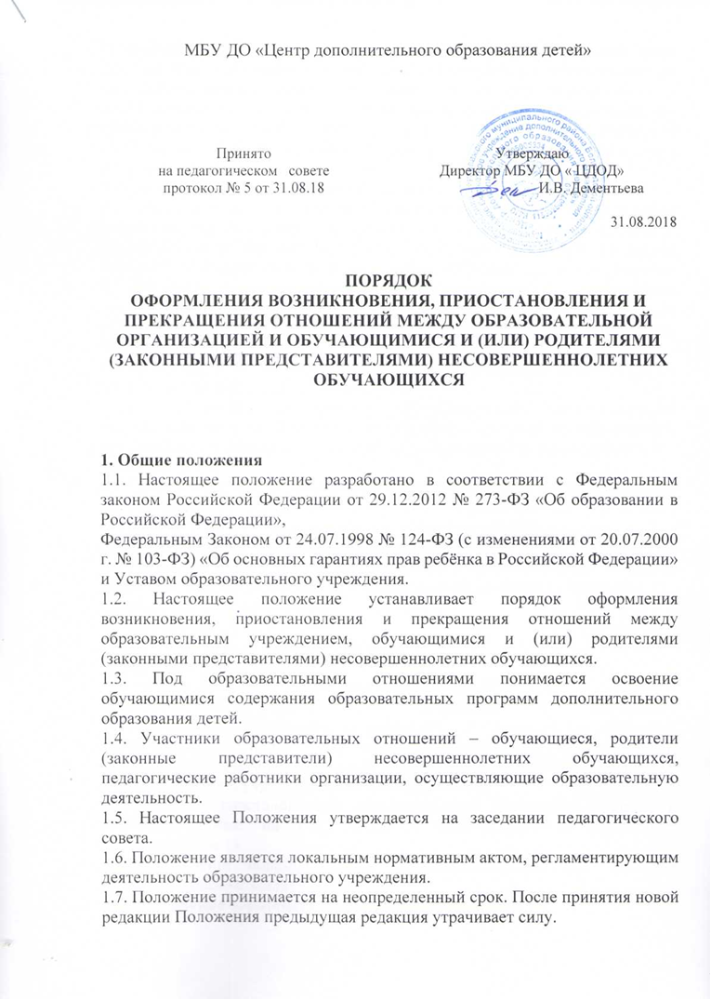 МБУ ДО «Центр дополнительного образования детей»
Принято
на педагогическом совете
протокол № 5 от 31.08.18
Утверждаю
Директор МБУ ДО « ЦДОД»
И.В. Дементьева
31.08.2018
ПОРЯДОК
ОФОРМЛЕНИЯ ВОЗНИКНОВЕНИЯ, ПРИОСТАНОВЛЕНИЯ И
ПРЕКРАЩЕНИЯ ОТНОШЕНИЙ МЕЖДУ ОБРАЗОВАТЕЛЬНОЙ
ОРГАНИЗАЦИЕЙ И ОБУЧАЮЩИМИСЯ И (ИЛИ) РОДИТЕЛЯМИ
(ЗАКОННЫМИ ПРЕДСТАВИТЕЛЯМИ) НЕСОВЕРШЕННОЛЕТНИХ
ОБУЧАЮЩИХСЯ
1. Общие положения
1.1. Настоящее положение разработано в соответствии с Федеральным
законом Российской Федерации от 29.12.2012 № 273-ФЗ «Об образовании в
Российской Федерации»,
Федеральным Законом от 24.07.1998 № 124-ФЗ (с изменениями от 20.07.2000
г. № 103-ФЗ) «Об основных гарантиях прав ребёнка в Российской Федерации»
и Уставом образовательного учреждения.
1.2. Настоящее положение устанавливает порядок оформления
возникновения, приостановления и прекращения отношений между
образовательным учреждением, обучающимися и (или) родителями
(законными представителями) несовершеннолетних обучающихся.
1.3. Под образовательными отношениями понимается освоение
обучающимися содержания образовательных программ дополнительного
образования детей.
1.4. Участники образовательных отношений – обучающиеся, родители
(законные представители) несовершеннолетних обучающихся,
педагогические работники организации, осуществляющие образовательную
деятельность.
1.5. Настоящее Положения утверждается на заседании педагогического
совета.
1.6. Положение является локальным нормативным актом, регламентирующим
деятельность образовательного учреждения.
1.7. Положение принимается на неопределенный срок. После принятия новой
редакции Положения предыдущая редакция утрачивает силу.